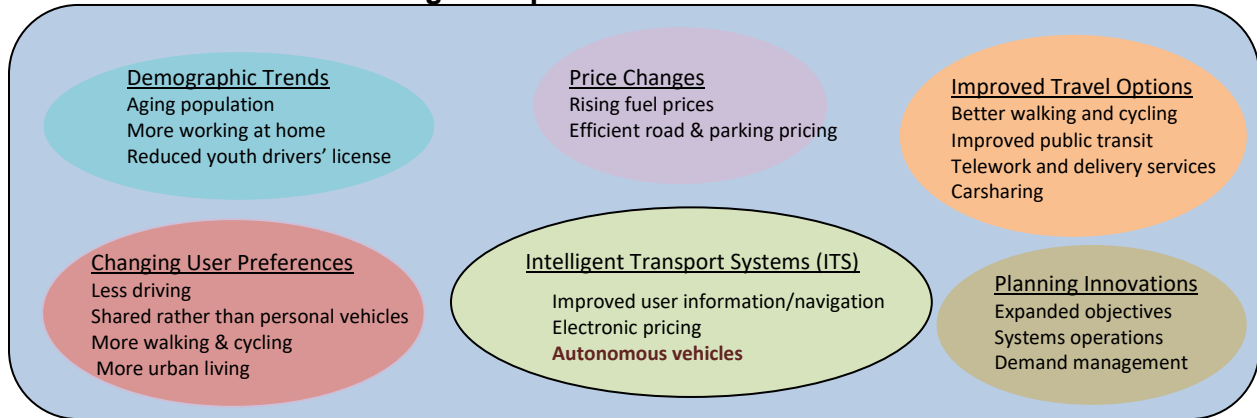 Demographic Trends
Aging population
More working at home
Reduced youth drivers’ license
Price Changes
Rising fuel prices
Efficient road & parking pricing
Improved Travel Options
Better walking and cycling
Improved public transit
Telework and delivery services
Carsharing
Changing User Preferences
Less driving
Shared rather than personal vehicles
More walking & cycling
More urban living
Intelligent Transport Systems (ITS)
Improved user information/navigation
Electronic pricing
Autonomous vehicles
Planning Innovations
Expanded objectives
Systems operations
Demand management